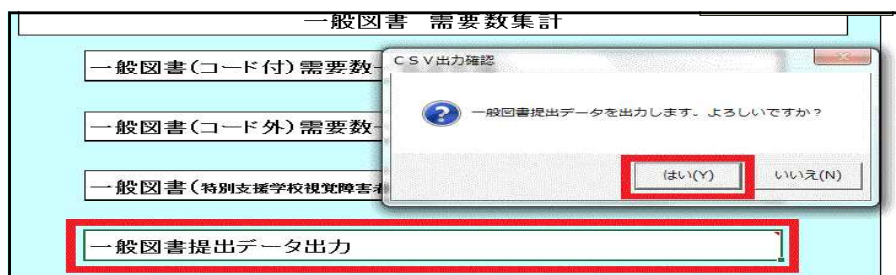 一般図書 需要数集計
一般図書(コード付)需要数
CSV出力確認
一般図書提出データを出力します。よろしいですか?
一般図書(コード外)需要数
はい(Y)
いいえ(N)
一般図書(特別支援学校視覚障害者
一般図書提出データ出力